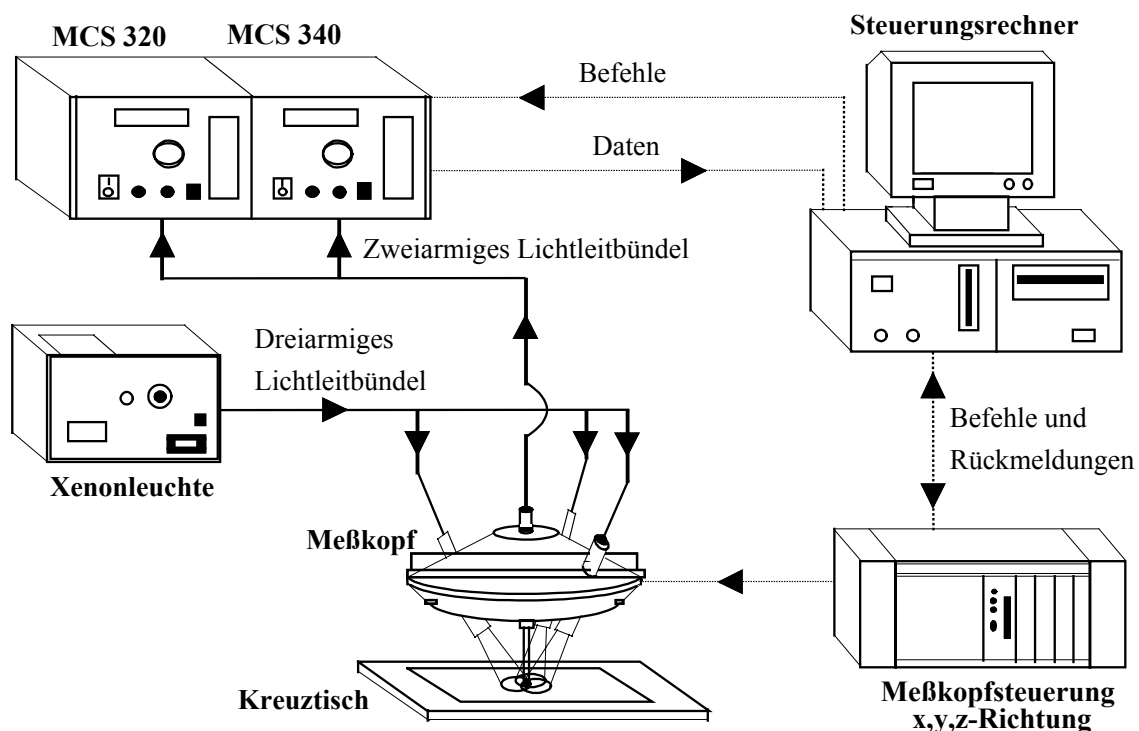 MCS 320
MCS 340
Steuerungsrechner
Befehle
Daten
Zweiarmiges Lichtleitbündel
Dreiarmiges
Lichtleitbündel
Befehle und
Rückmeldungen
Xenonleuchte
Meßkopf
Kreuztisch
Meßkopfsteuerung
x,y,z-Richtung